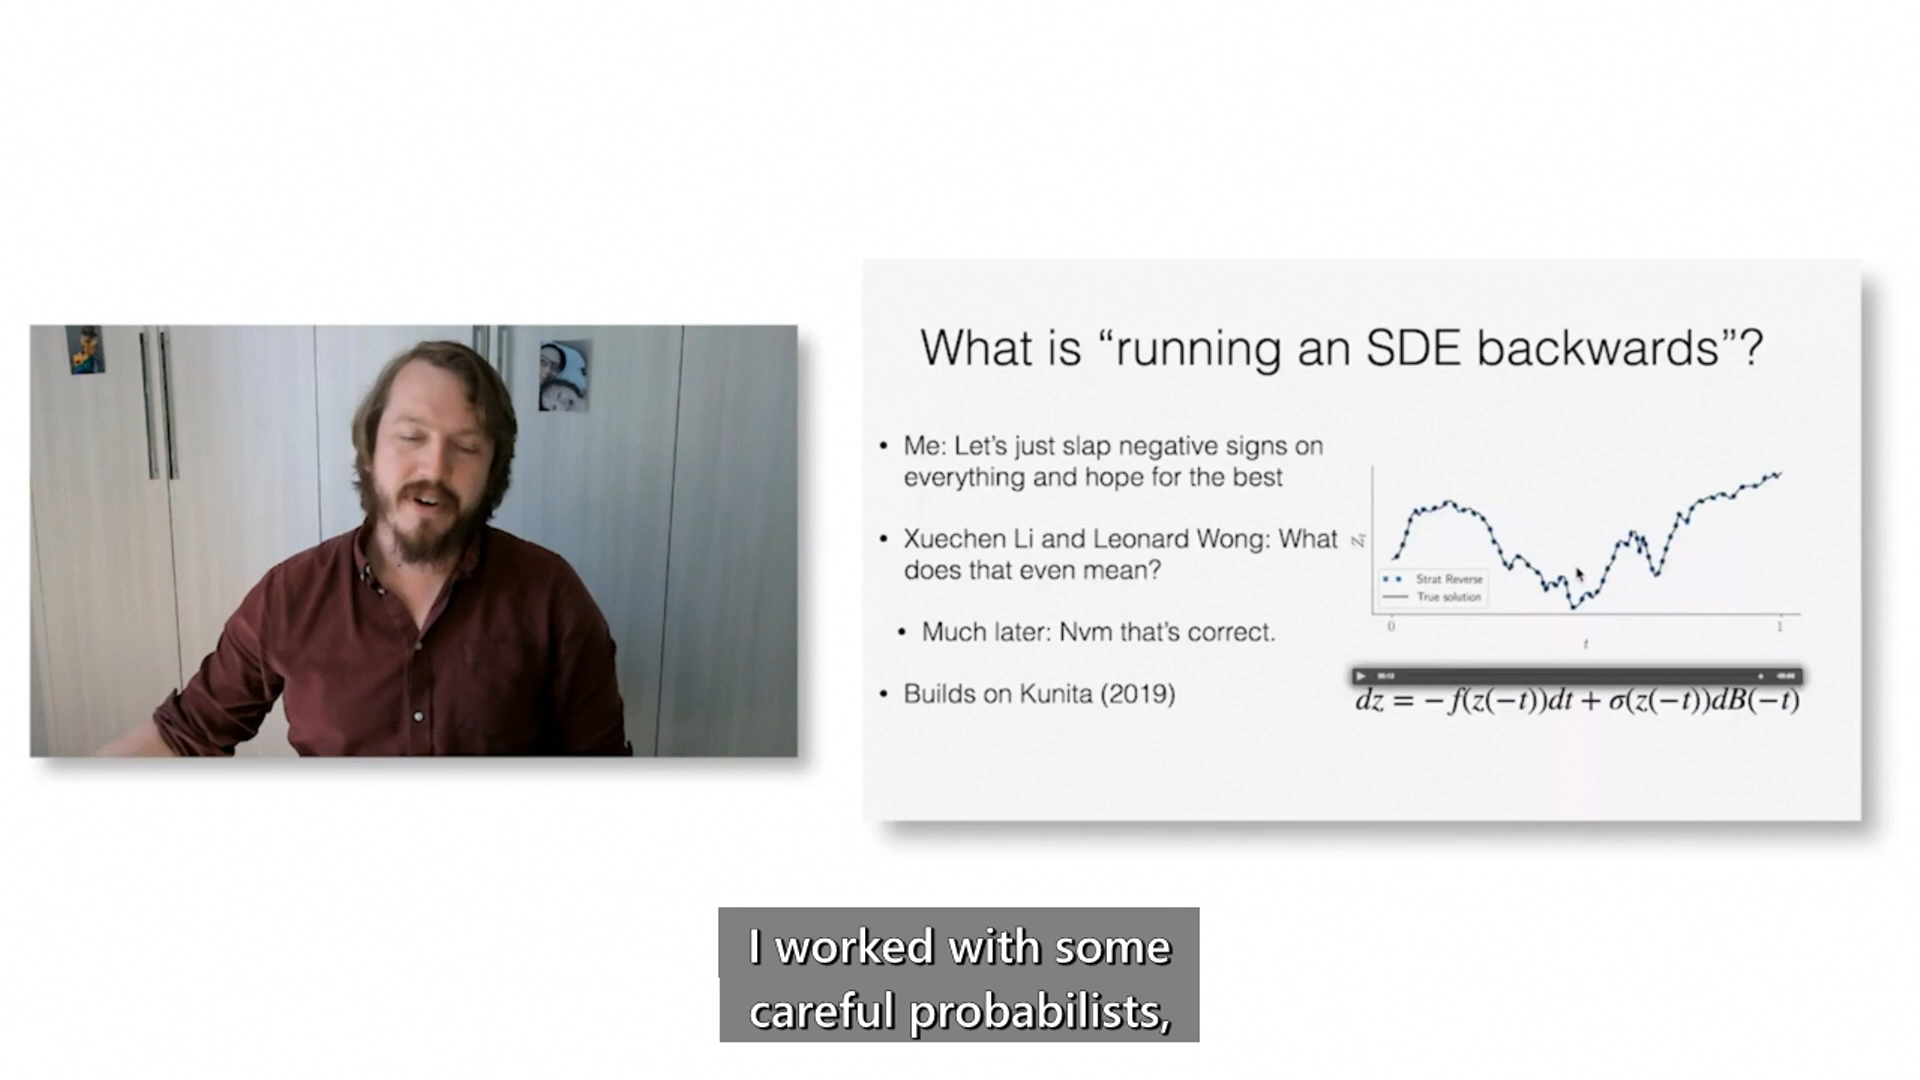 What is “running an SDE backwards”?
• Me: Let’s just slap negative signs on
everything and hope for the best
• Xuechen Li and Leonard Wong: What
does that even mean?
• Much later: Nvm that’s correct.
• Builds on Kunita (2019)
Strat Reverse
True solution
0
1
t
dz = −f(z(−t))dt + σ(z(−t))dB(−t)
I worked with some
careful probabilists,